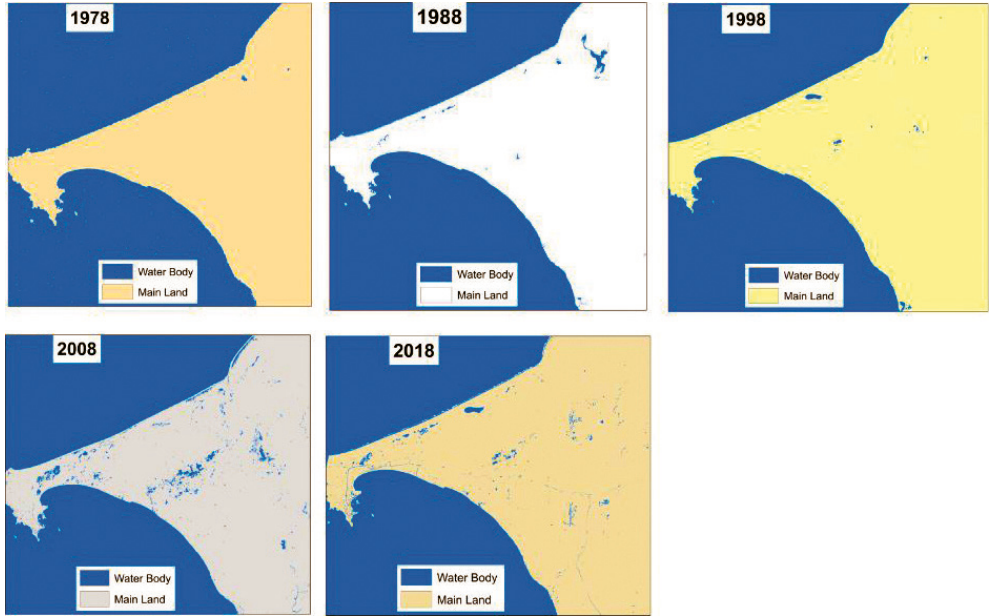 1978
Water Body
Main Land
1988
Water Body
Main Land
1998
Water Body
Main Land
2008
Water Body
Main Land
2018
Water Body
Main Land